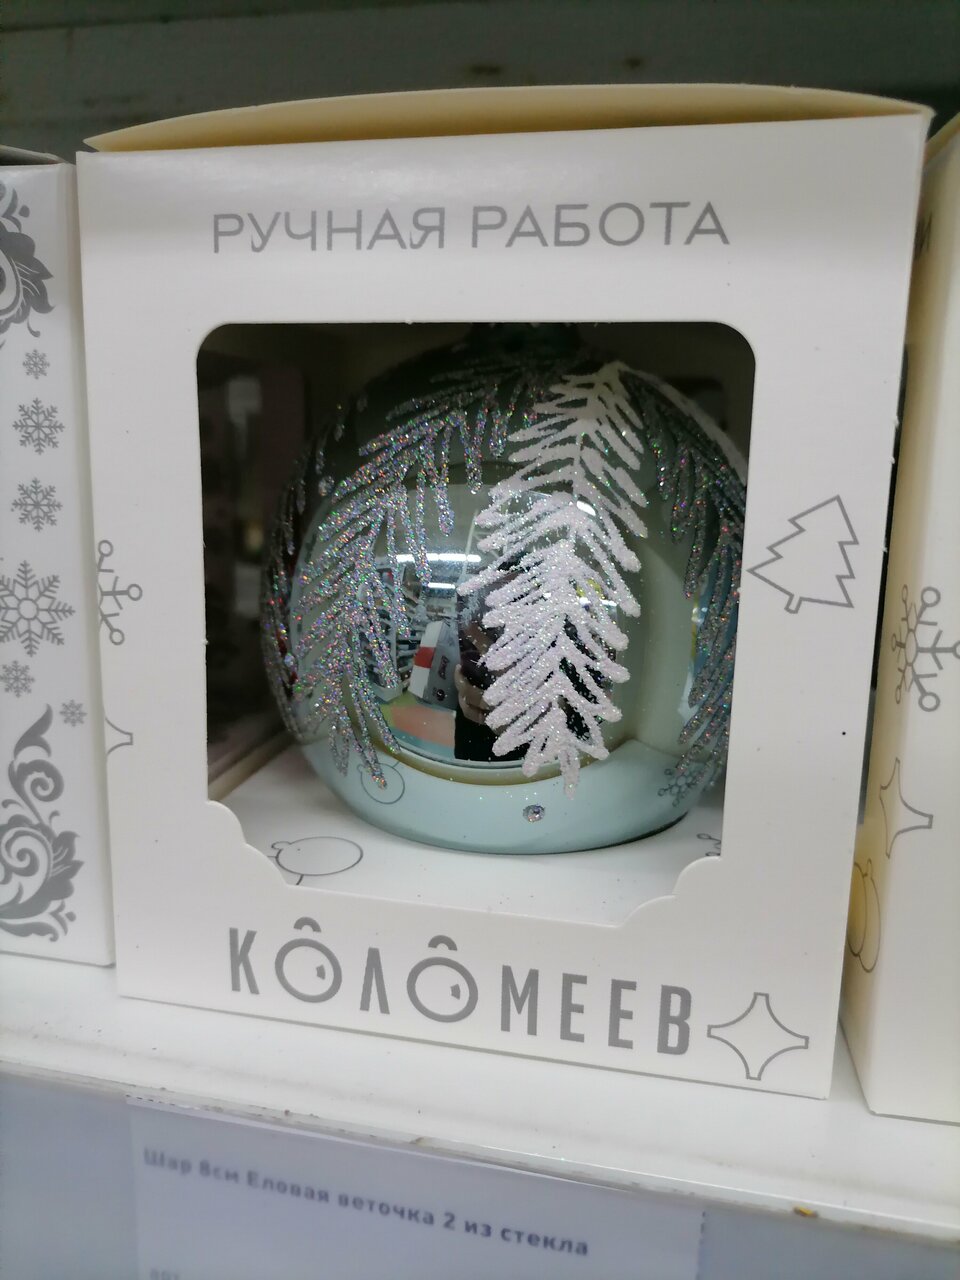 РУЧНАЯ РАБОТА
КОЛОМЕЕВ
Шар 8см Еловая веточка 2 из стекла